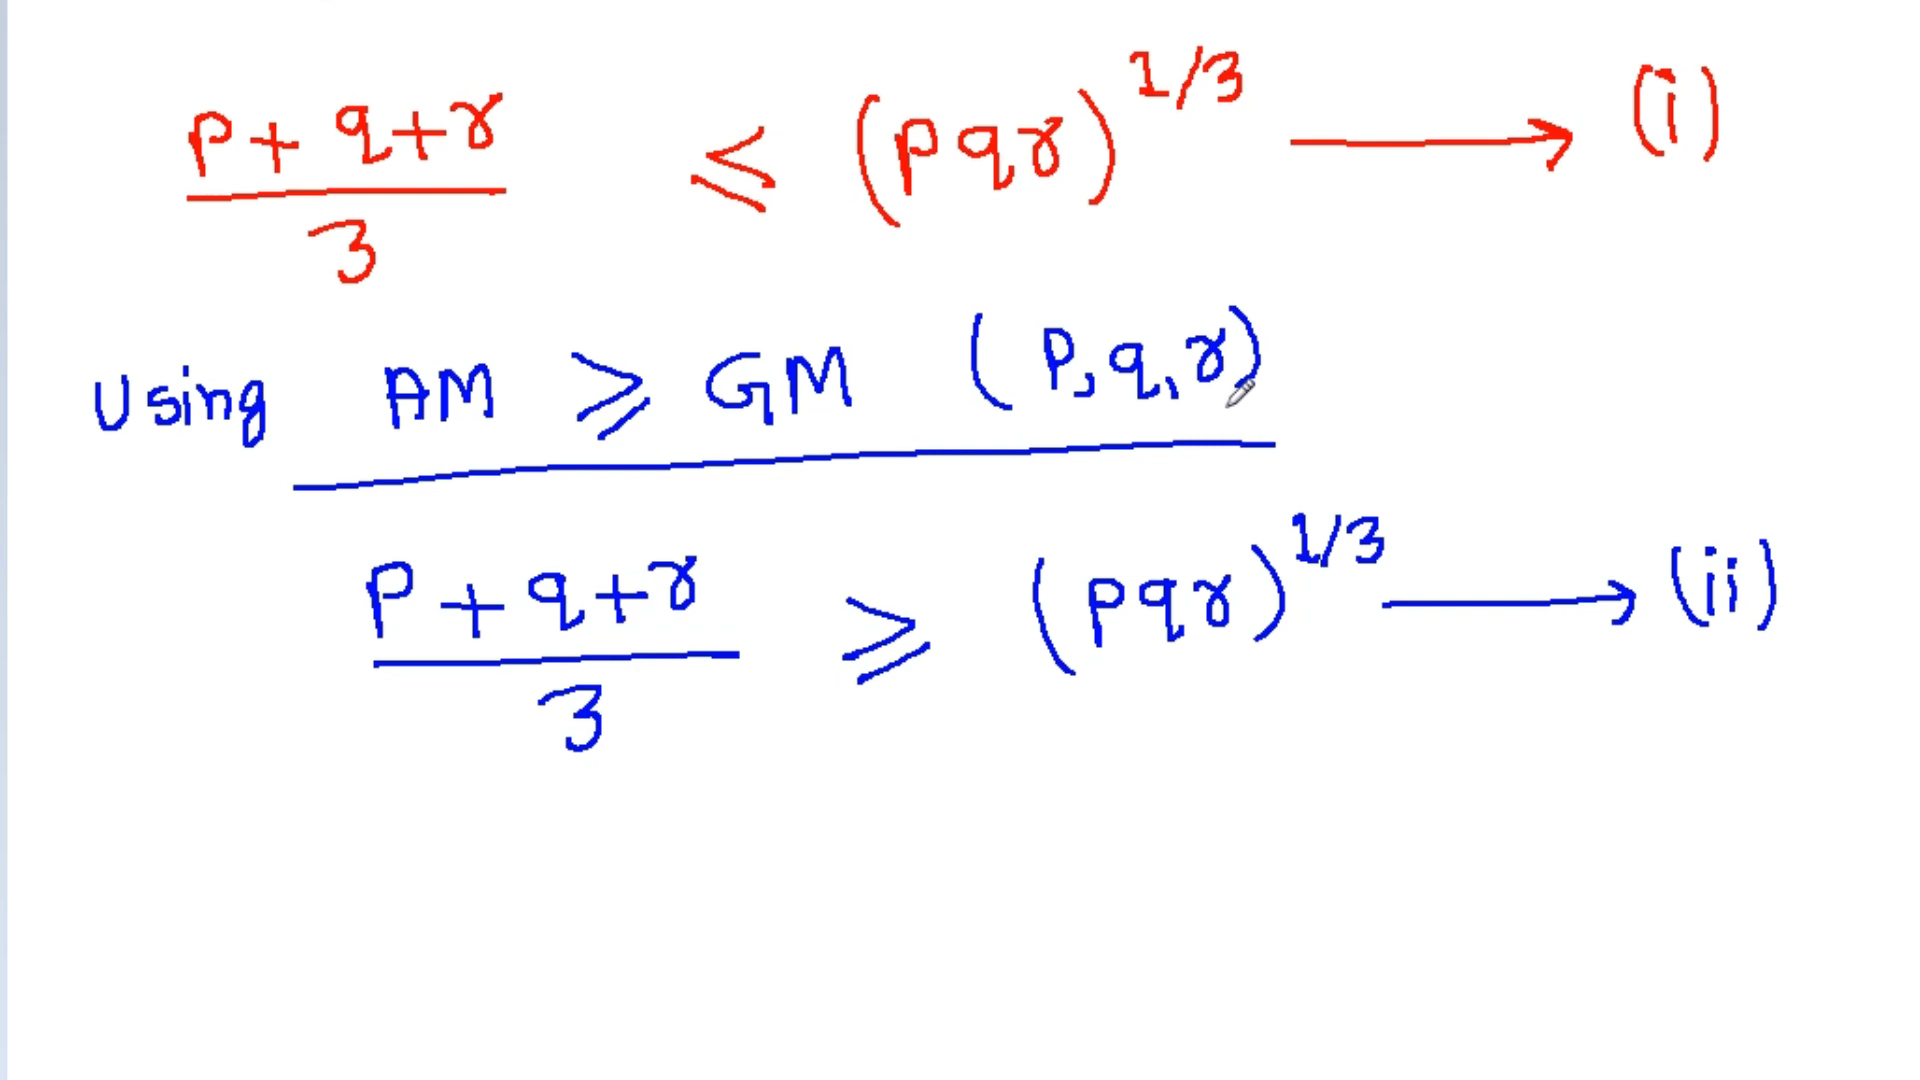 (p + q + r)/3 ⩽ (pqr)^1/3 ⟶ (i)
Using AM ⩾ GM (p, q, r)
(p + q + r)/3 ⩾ (pqr)^1/3 ⟶ (ii)